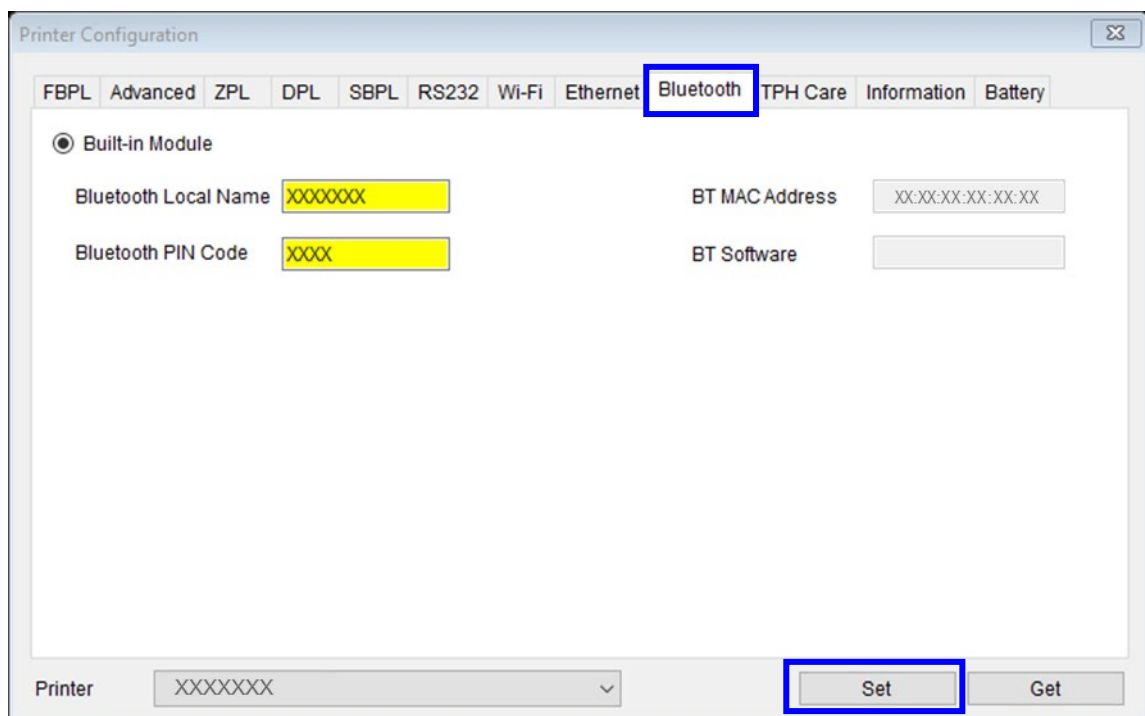 Printer Configuration
FBPL Advanced ZPL DPL SBPL RS232 Wi-Fi Ethernet Bluetooth TPH Care Information Battery
Built-in Module
Bluetooth Local Name XXXXXXX BT MAC Address XX:XX:XX:XX:XX:XX
Bluetooth PIN Code XXXX BT Software
Printer XXXXXXX Set Get